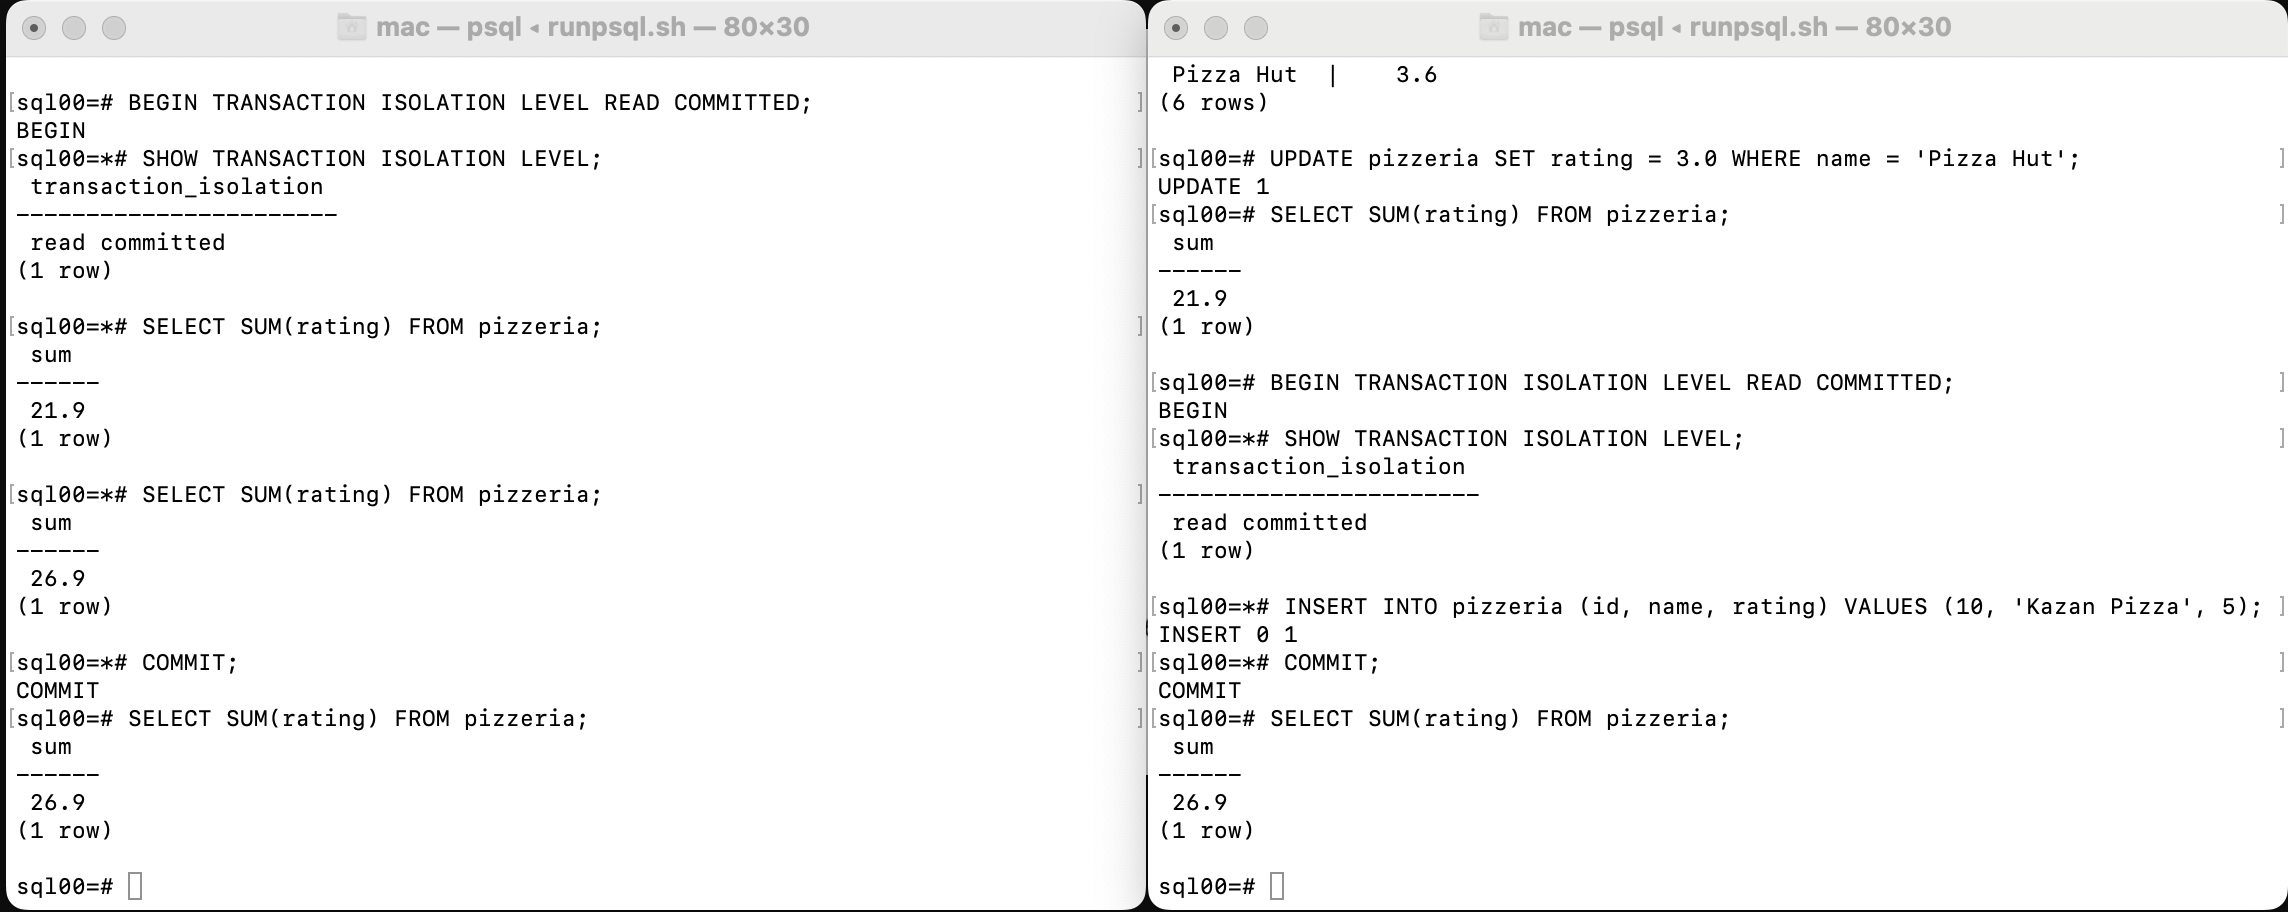 mac — psql ◂ runpsql.sh — 80×30
[sql00=# BEGIN TRANSACTION ISOLATION LEVEL READ COMMITTED; ]
BEGIN
[sql00=*# SHOW TRANSACTION ISOLATION LEVEL; ]
transaction_isolation
-----------------------
read committed
(1 row)
[sql00=*# SELECT SUM(rating) FROM pizzeria; ]
sum
------
21.9
(1 row)
[sql00=*# SELECT SUM(rating) FROM pizzeria; ]
sum
------
26.9
(1 row)
[sql00=*# COMMIT; ]
COMMIT
[sql00=# SELECT SUM(rating) FROM pizzeria; ]
sum
------
26.9
(1 row)
sql00=#
mac — psql ◂ runpsql.sh — 80×30
Pizza Hut | 3.6
(6 rows)
[sql00=# UPDATE pizzeria SET rating = 3.0 WHERE name = 'Pizza Hut'; ]
UPDATE 1
[sql00=# SELECT SUM(rating) FROM pizzeria; ]
sum
------
21.9
(1 row)
[sql00=# BEGIN TRANSACTION ISOLATION LEVEL READ COMMITTED; ]
BEGIN
[sql00=*# SHOW TRANSACTION ISOLATION LEVEL; ]
transaction_isolation
-----------------------
read committed
(1 row)
[sql00=*# INSERT INTO pizzeria (id, name, rating) VALUES (10, 'Kazan Pizza', 5); ]
INSERT 0 1
[sql00=*# COMMIT; ]
COMMIT
[sql00=# SELECT SUM(rating) FROM pizzeria; ]
sum
------
26.9
(1 row)
sql00=#